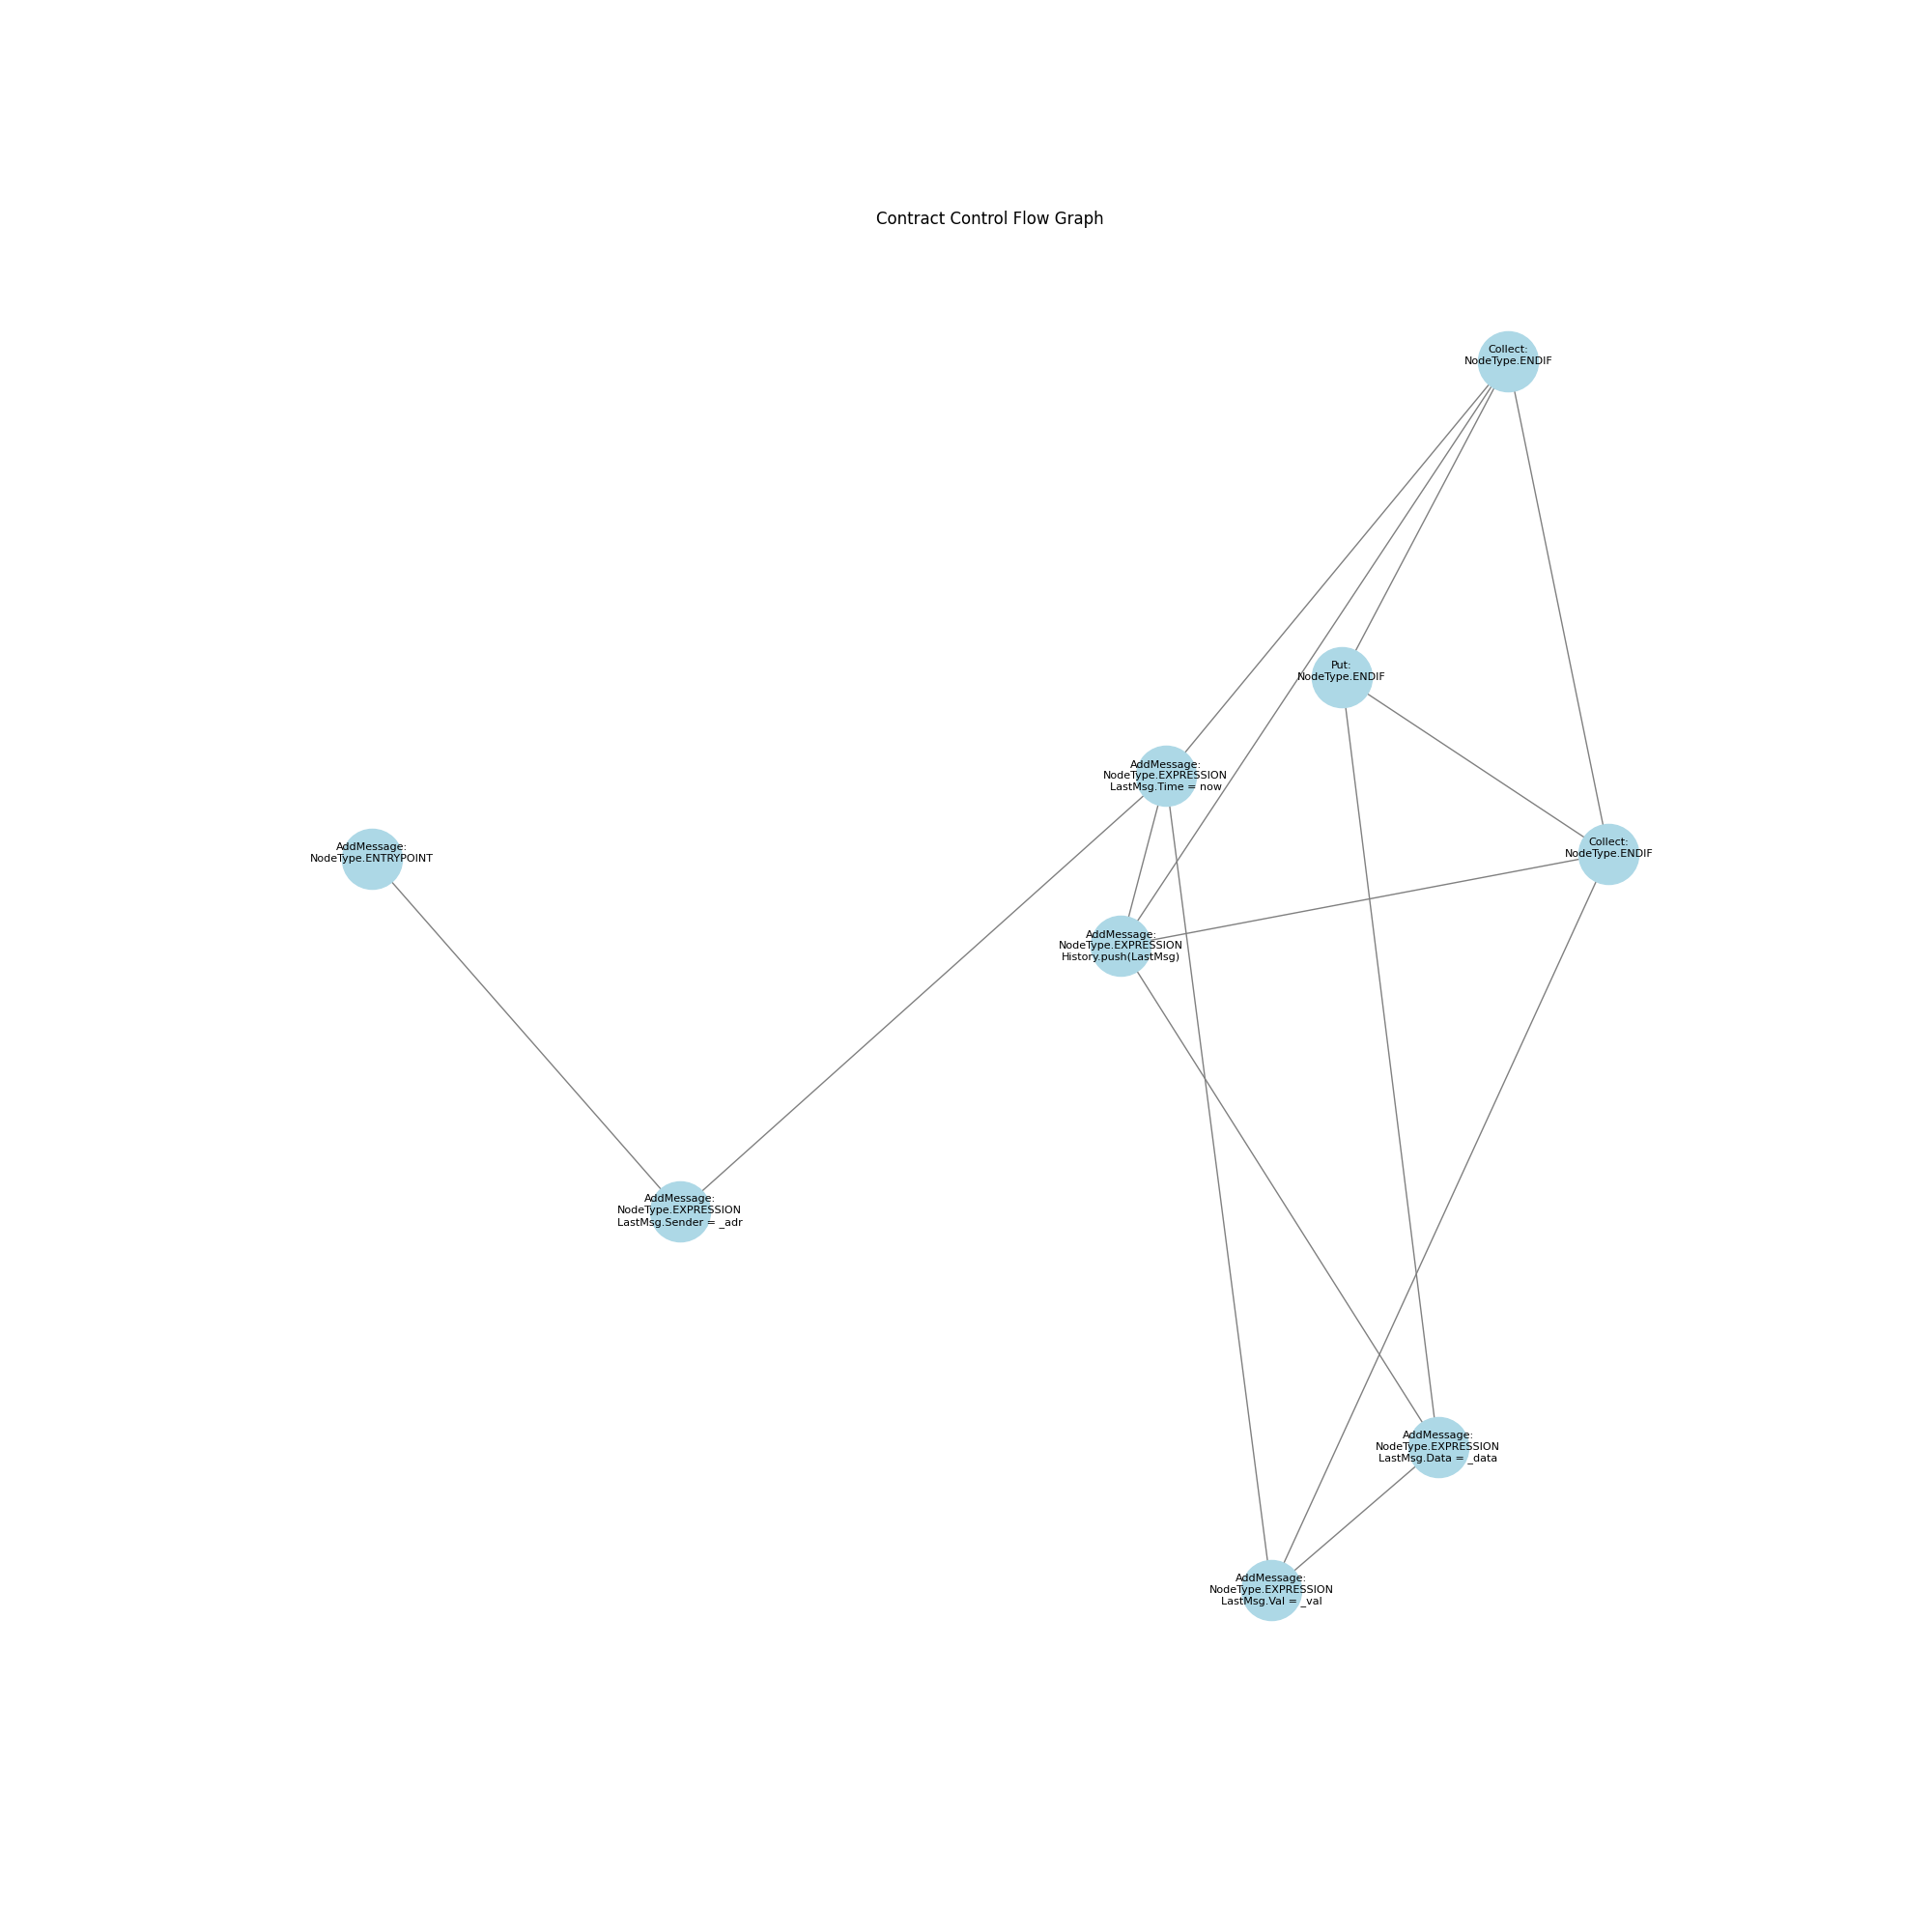 Contract Control Flow Graph
Collect:
NodeType.ENDIF
Put:
NodeType.ENDIF
AddMessage:
NodeType.EXPRESSION
LastMsg.Time = now
AddMessage:
NodeType.ENTRYPOINT
Collect:
NodeType.ENDIF
AddMessage:
NodeType.EXPRESSION
History.push(LastMsg)
AddMessage:
NodeType.EXPRESSION
LastMsg.Sender = _adr
AddMessage:
NodeType.EXPRESSION
LastMsg.Data = _data
AddMessage:
NodeType.EXPRESSION
LastMsg.Val = _val